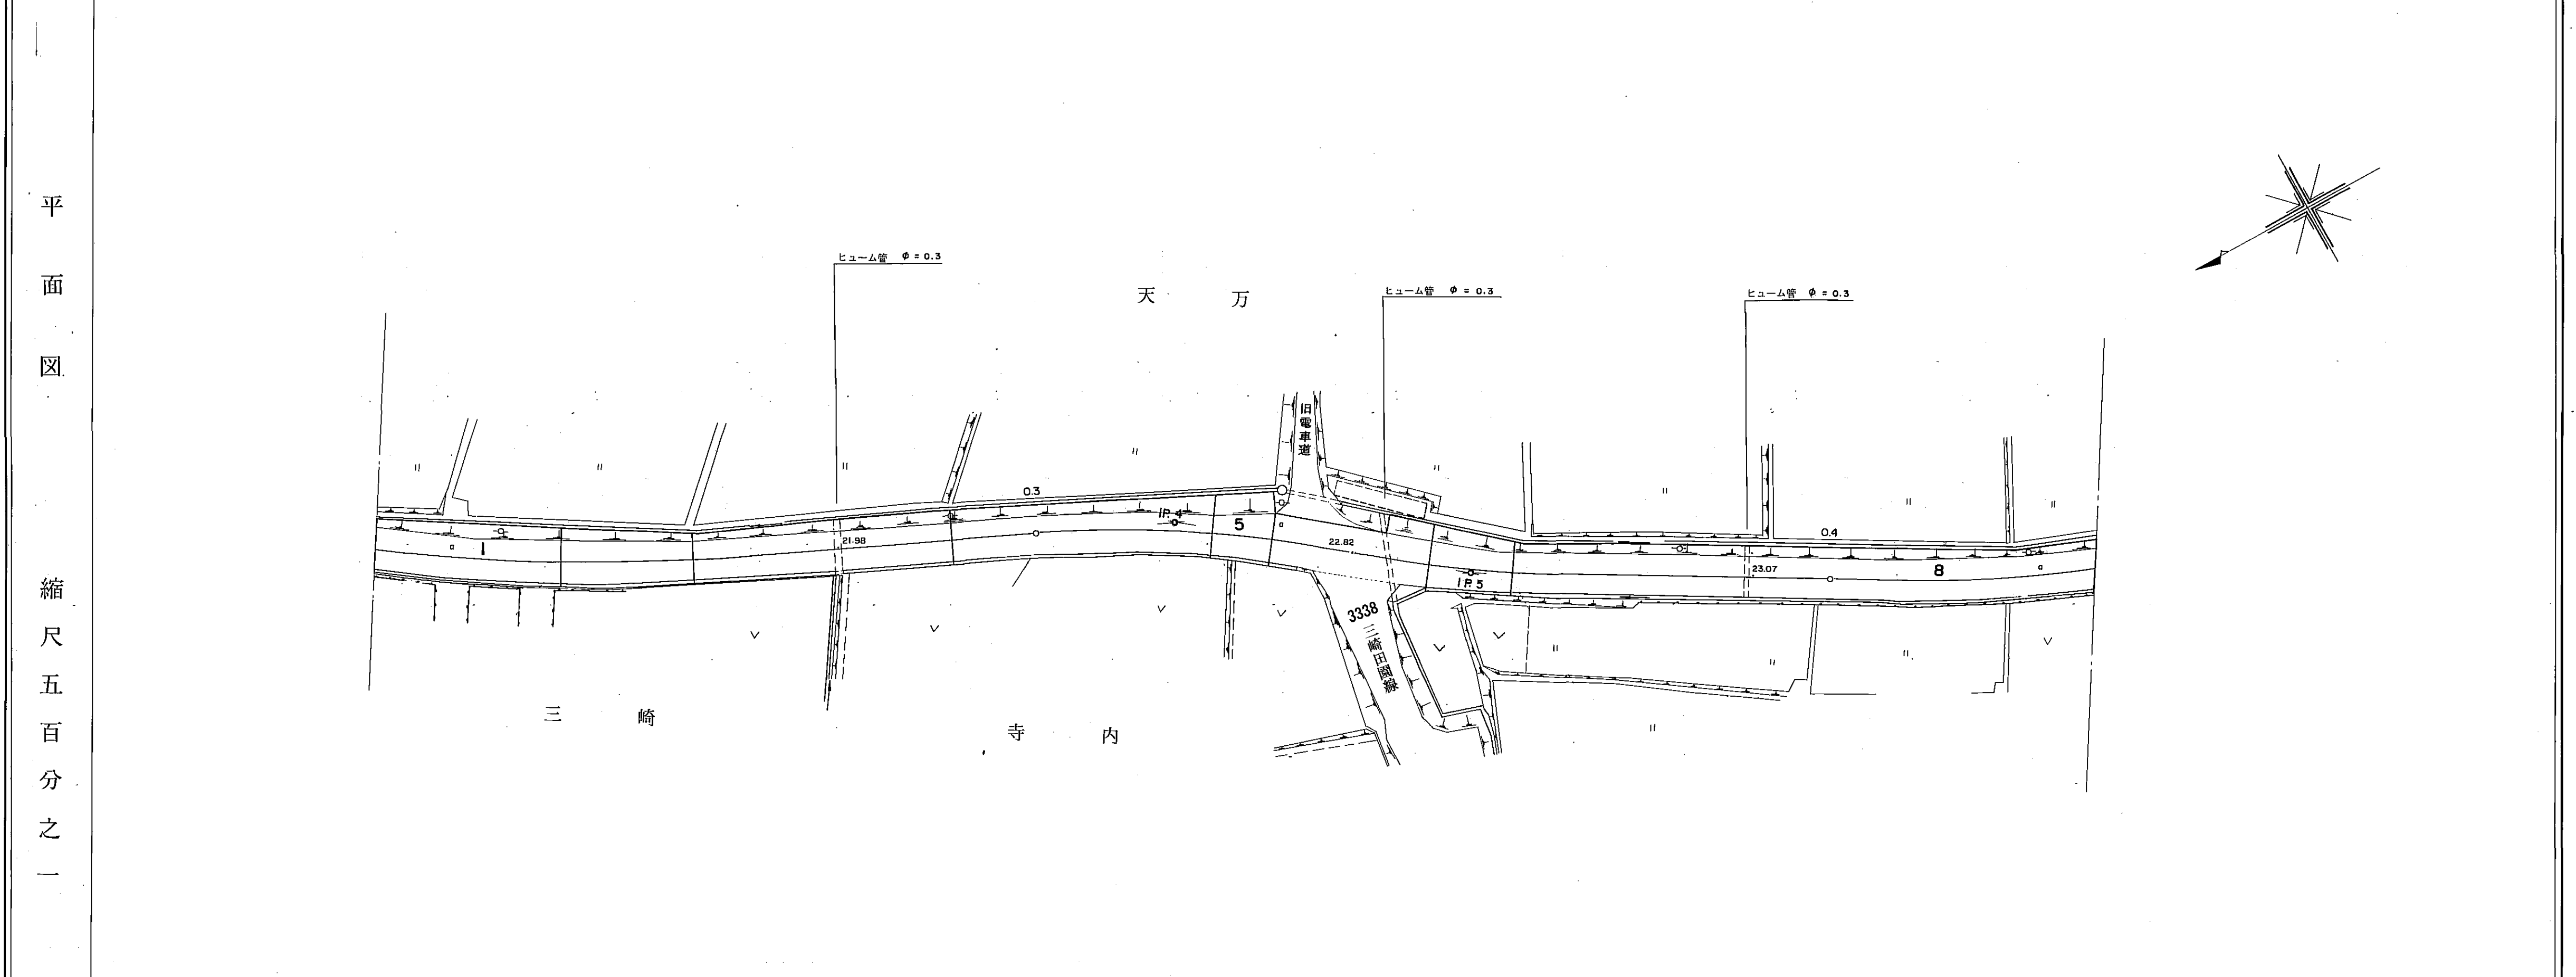 平面図
縮尺五百分之一
ヒューム管 φ = 0.3
ヒューム管 φ = 0.3
ヒューム管 φ = 0.3
天万
旧電車道
0.3
IP. 4
5
21.98
22.82
0.4
1
IP. 5
23.07
8
3338
三崎田園線
三崎
寺内